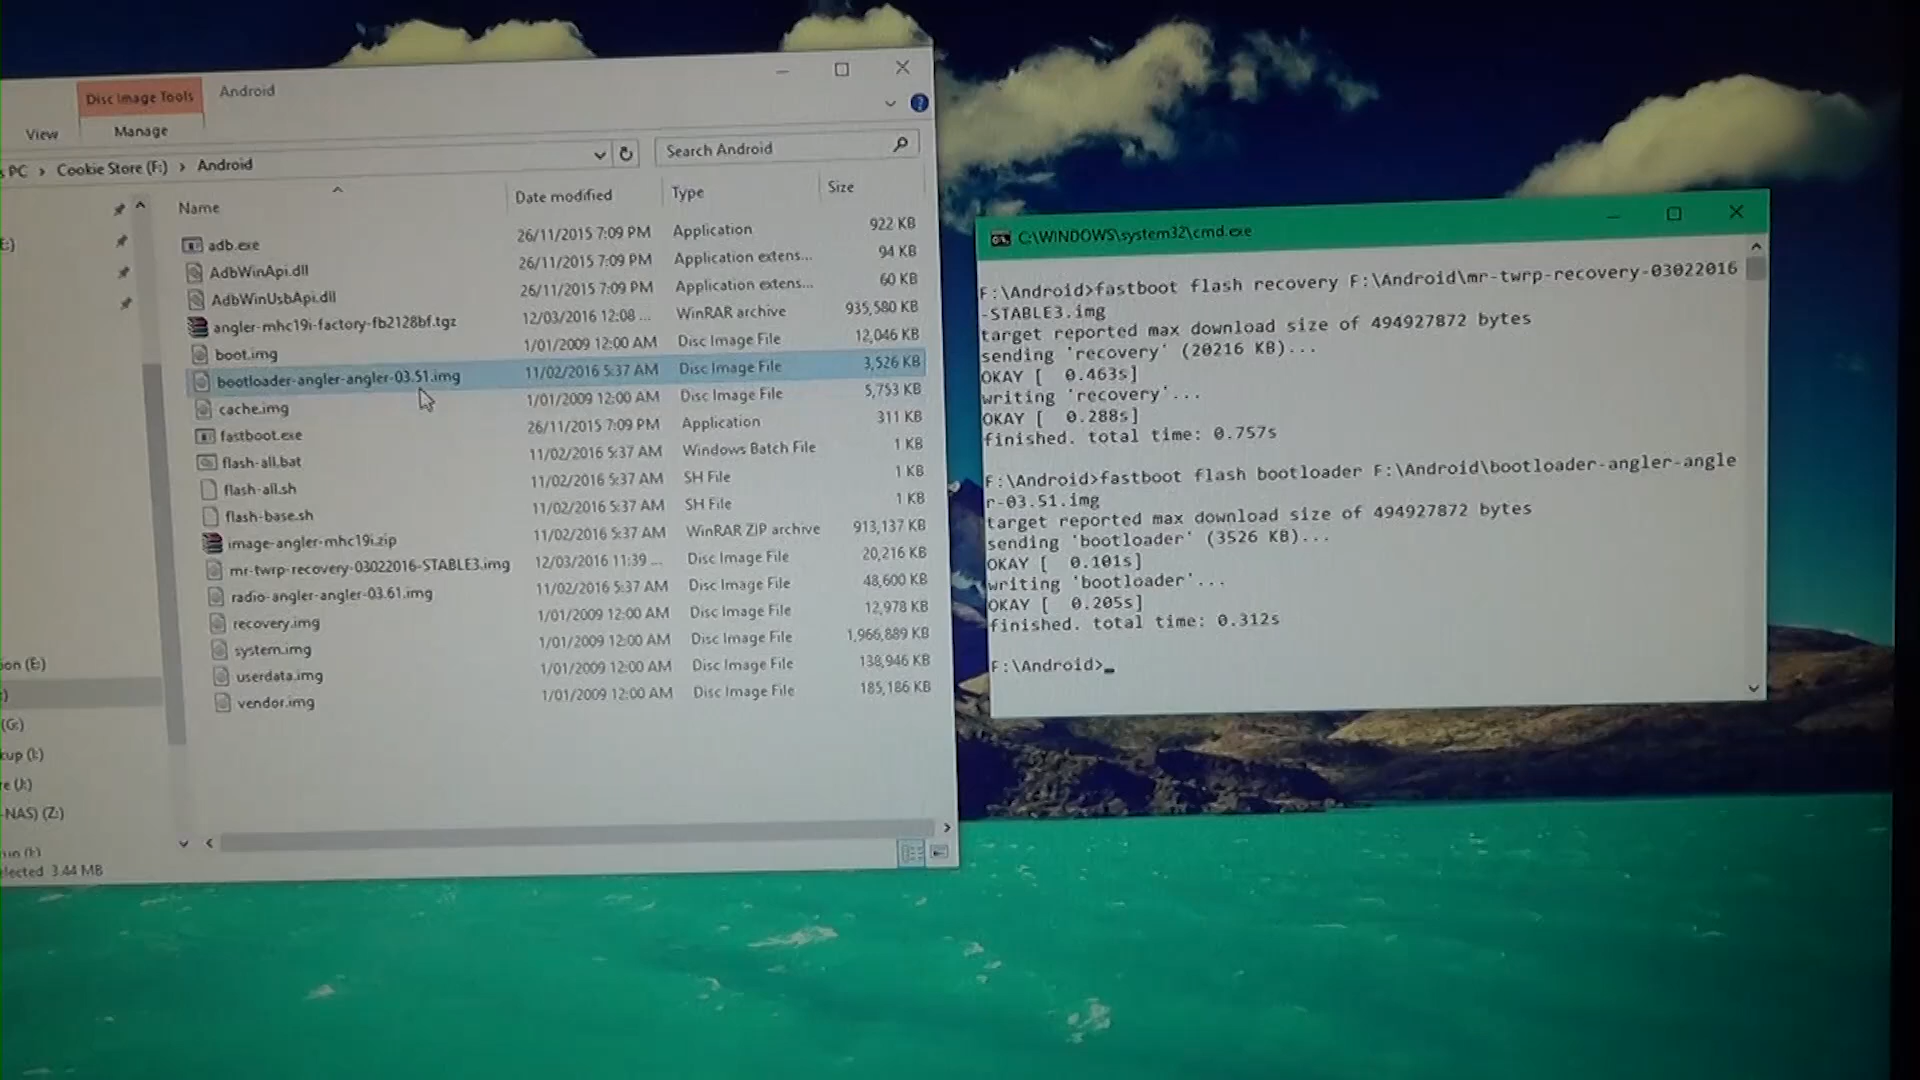 Disc Image Tools
Android
View
Manage
PC > Cookie Store (F:) > Android
Search Android
Name
Date modified
Type
Size
adb.exe 26/11/2015 7:09 PM Application 922 KB
AdbWinApi.dll 26/11/2015 7:09 PM Application extens... 94 KB
AdbWinUsbApi.dll 26/11/2015 7:09 PM Application extens... 60 KB
angler-mhc19i-factory-fb2128bf.tgz 12/03/2016 12:08 ... WinRAR archive 935,580 KB
boot.img 1/01/2009 12:00 AM Disc Image File 12,046 KB
bootloader-angler-angler-03.51.img 11/02/2016 5:37 AM Disc Image File 3,526 KB
cache.img 1/01/2009 12:00 AM Disc Image File 5,753 KB
fastboot.exe 26/11/2015 7:09 PM Application 311 KB
flash-all.bat 11/02/2016 5:37 AM Windows Batch File 1 KB
flash-all.sh 11/02/2016 5:37 AM SH File 1 KB
flash-base.sh 11/02/2016 5:37 AM SH File 1 KB
image-angler-mhc19i.zip 11/02/2016 5:37 AM WinRAR ZIP archive 913,137 KB
mr-twrp-recovery-03022016-STABLE3.img 12/03/2016 11:39 ... Disc Image File 20,216 KB
radio-angler-angler-03.61.img 11/02/2016 5:37 AM Disc Image File 48,600 KB
recovery.img 1/01/2009 12:00 AM Disc Image File 12,978 KB
system.img 1/01/2009 12:00 AM Disc Image File 1,966,889 KB
userdata.img 1/01/2009 12:00 AM Disc Image File 138,946 KB
vendor.img 1/01/2009 12:00 AM Disc Image File 185,186 KB
(E:)
(G:)
(I:)
(J:)
-NAS) (Z:)
3.44 MB
C:\WINDOWS\system32\cmd.exe
F:\Android>fastboot flash recovery F:\Android\mr-twrp-recovery-03022016
-STABLE3.img
target reported max download size of 494927872 bytes
sending 'recovery' (20216 KB)...
OKAY [  0.463s]
writing 'recovery'...
OKAY [  0.288s]
finished. total time: 0.757s
F:\Android>fastboot flash bootloader F:\Android\bootloader-angler-angle
r-03.51.img
target reported max download size of 494927872 bytes
sending 'bootloader' (3526 KB)...
OKAY [  0.101s]
writing 'bootloader'...
OKAY [  0.205s]
finished. total time: 0.312s
F:\Android>_